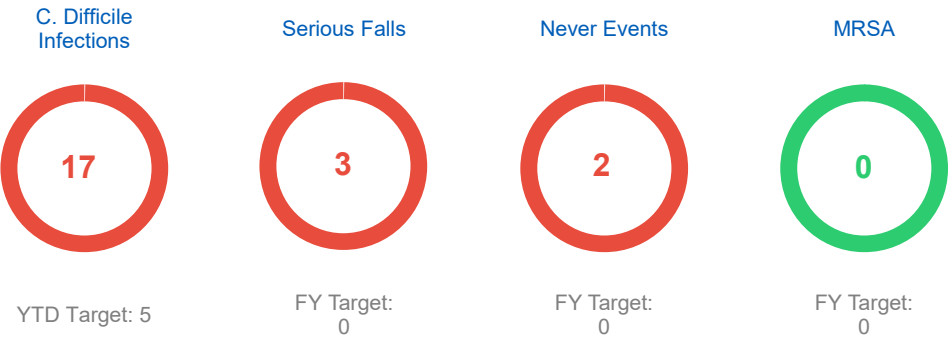 C. Difficile
Infections
Serious Falls
Never Events
MRSA
17
3
2
0
YTD Target: 5
FY Target:
0
FY Target:
0
FY Target:
0